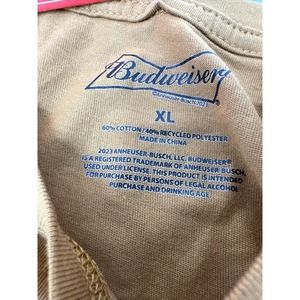 Budweiser
©ANHEUSER-BUSCH 2023
XL
60% COTTON / 40% RECYCLED POLYESTER
MADE IN CHINA
2023 ANHEUSER-BUSCH, LLC. BUDWEISER®
IS A REGISTERED TRADEMARK OF ANHEUSER-BUSCH.
USED UNDER LICENSE. THIS PRODUCT IS INTENDED
FOR PURCHASE BY PERSONS OF LEGAL ALCOHOL
PURCHASE AND DRINKING AGE.